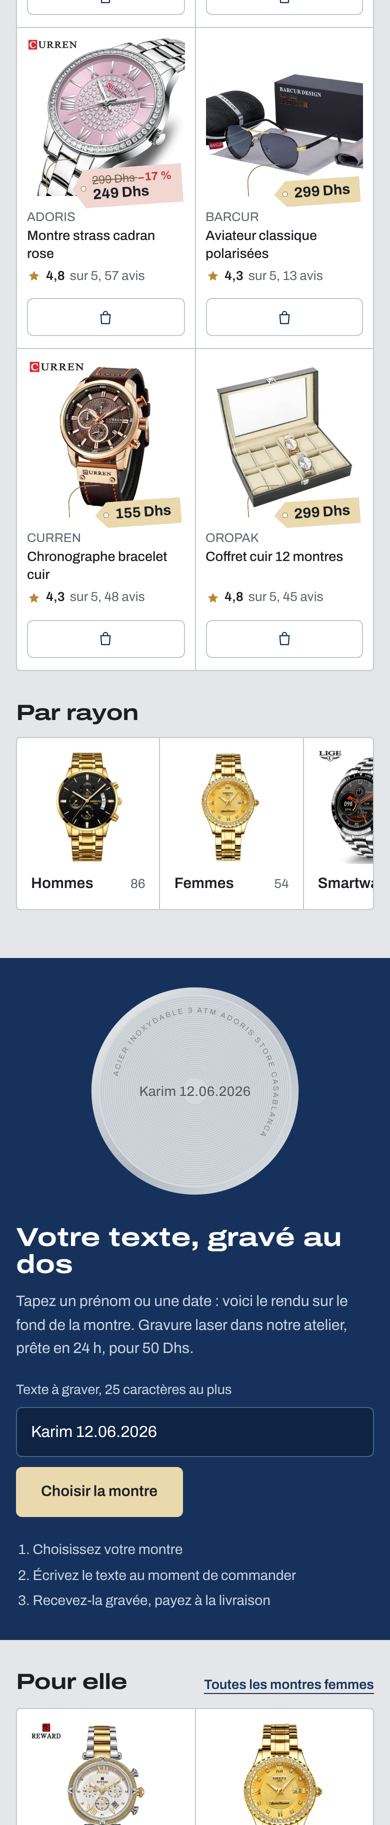 CURREN
299 Dhs -17 %
249 Dhs
ADORIS
Montre strass cadran
rose
4,8 sur 5, 57 avis
BARCUR DESIGN
299 Dhs
BARCUR
Aviateur classique
polarisées
4,3 sur 5, 13 avis
CURREN
CURREN
155 Dhs
CURREN
Chronographe bracelet
cuir
4,3 sur 5, 48 avis
299 Dhs
OROPAK
Coffret cuir 12 montres
4,8 sur 5, 45 avis
Par rayon
Hommes 86
Femmes 54
LIGE
Smartwa
ACIER INOXYDABLE 3 ATM ADORIS STORE CASABLANCA
Karim 12.06.2026
Votre texte, gravé au
dos
Tapez un prénom ou une date : voici le rendu sur le
fond de la montre. Gravure laser dans notre atelier,
prête en 24 h, pour 50 Dhs.
Texte à graver, 25 caractères au plus
Karim 12.06.2026
Choisir la montre
1. Choisissez votre montre
2. Écrivez le texte au moment de commander
3. Recevez-la gravée, payez à la livraison
Pour elle
Toutes les montres femmes
REWARD